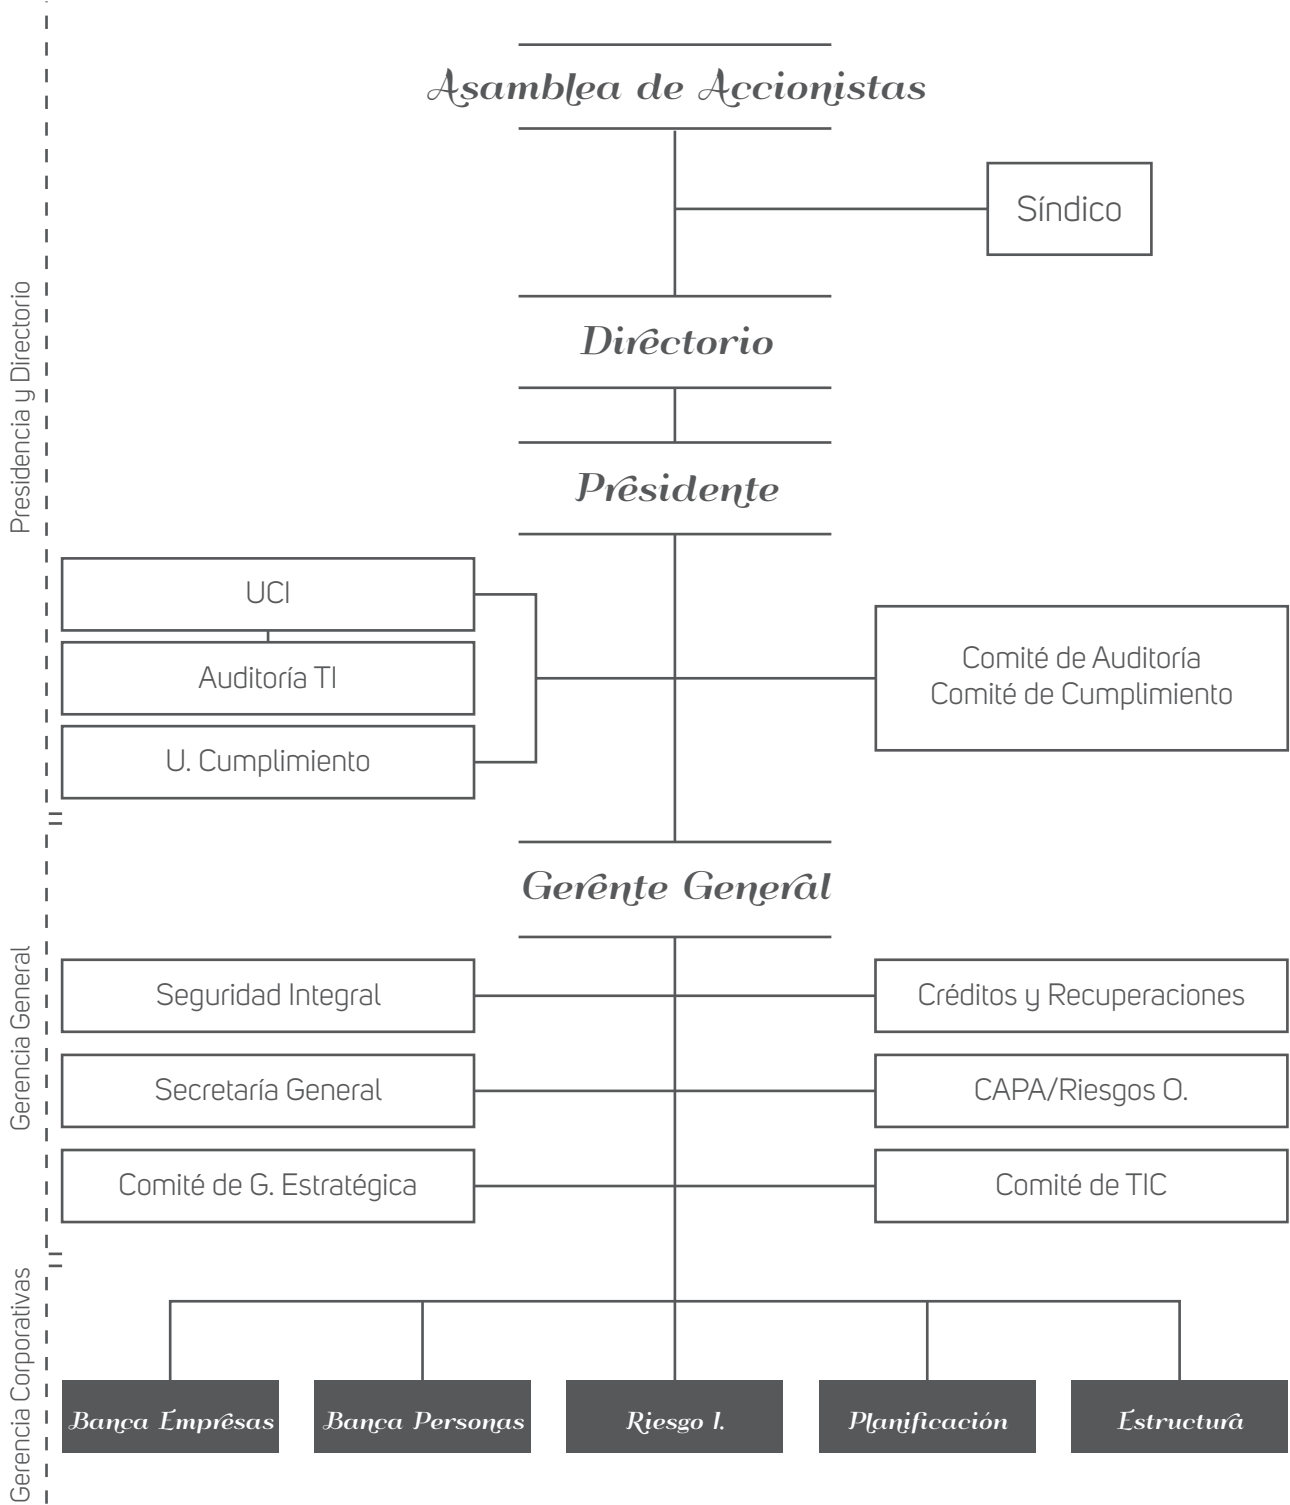 Asamblea de Accionistas
Síndico
Directorio
Presidente
Presidencia y Directorio
UCI
Auditoría TI
U. Cumplimiento
Comité de Auditoría
Comité de Cumplimiento
Gerente General
Gerencia General
Seguridad Integral
Créditos y Recuperaciones
Secretaría General
CAPA/Riesgos O.
Comité de G. Estratégica
Comité de TIC
Gerencia Corporativas
Banca Empresas
Banca Personas
Riesgo I.
Planificación
Estructura